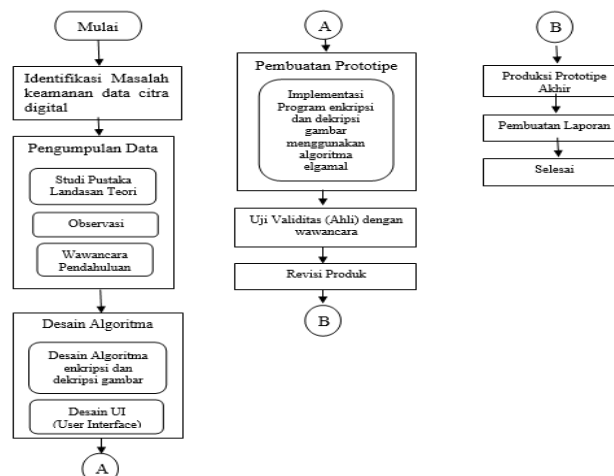 Mulai
Identifikasi Masalah
keamanan data citra
digital
Pengumpulan Data
Studi Pustaka
Landasan Teori
Observasi
Wawancara
Pendahuluan
Desain Algoritma
Desain Algoritma
enkripsi dan
dekripsi gambar
Desain UI
(User Interface)
A
A
Pembuatan Prototipe
Implementasi
Program enkripsi
dan dekripsi
gambar
menggunakan
algoritma
elgamal
Uji Validitas (Ahli) dengan
wawancara
Revisi Produk
B
B
Produksi Prototipe
Akhir
Pembuatan Laporan
Selesai